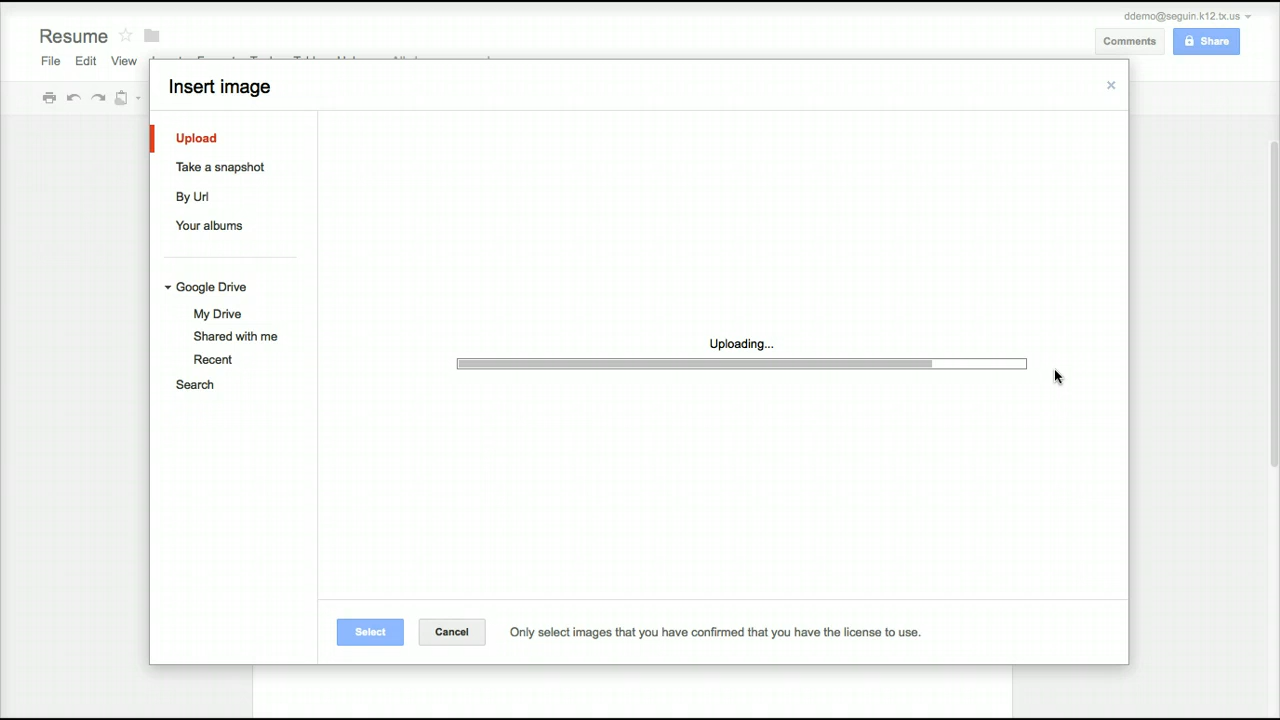 ddemo@seguin.k12.tx.us
Resume
Comments
Share
File Edit View
Insert image
Upload
Take a snapshot
By Url
Your albums
Google Drive
My Drive
Shared with me
Recent
Search
Uploading...
Select
Cancel
Only select images that you have confirmed that you have the license to use.